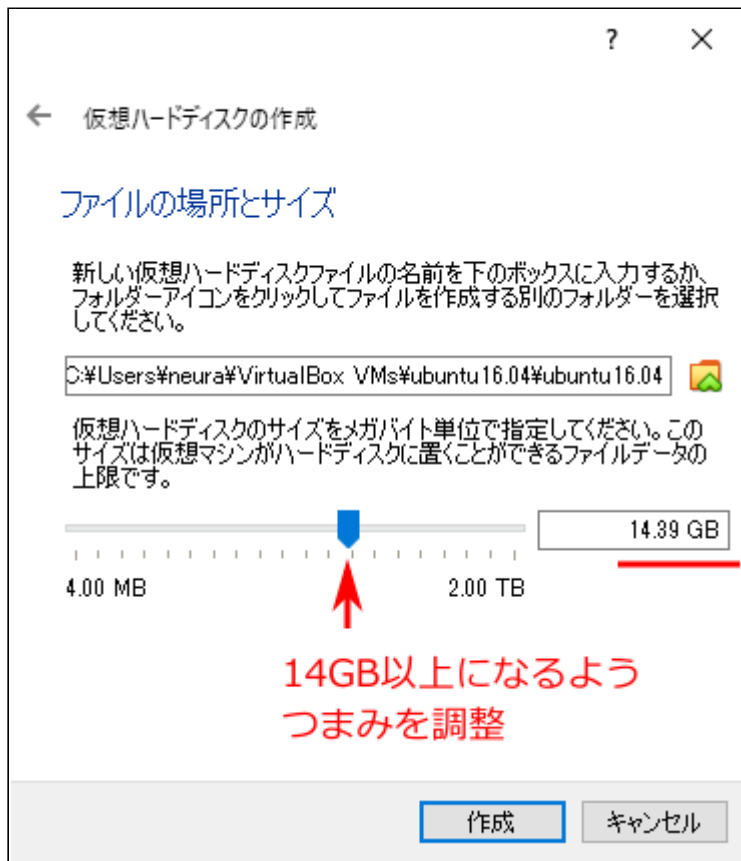 ?
仮想ハードディスクの作成
ファイルの場所とサイズ
新しい仮想ハードディスクファイルの名前を下のボックスに入力するか、
フォルダーアイコンをクリックしてファイルを作成する別のフォルダーを選択
してください。
C:¥Users¥neura¥VirtualBox VMs¥ubuntu16.04¥ubuntu16.04
仮想ハードディスクのサイズをメガバイト単位で指定してください。この
サイズは仮想マシンがハードディスクに置くことができるファイルデータの
上限です。
14.39 GB
4.00 MB 2.00 TB
14GB以上になるよう
つまみを調整
作成 キャンセル